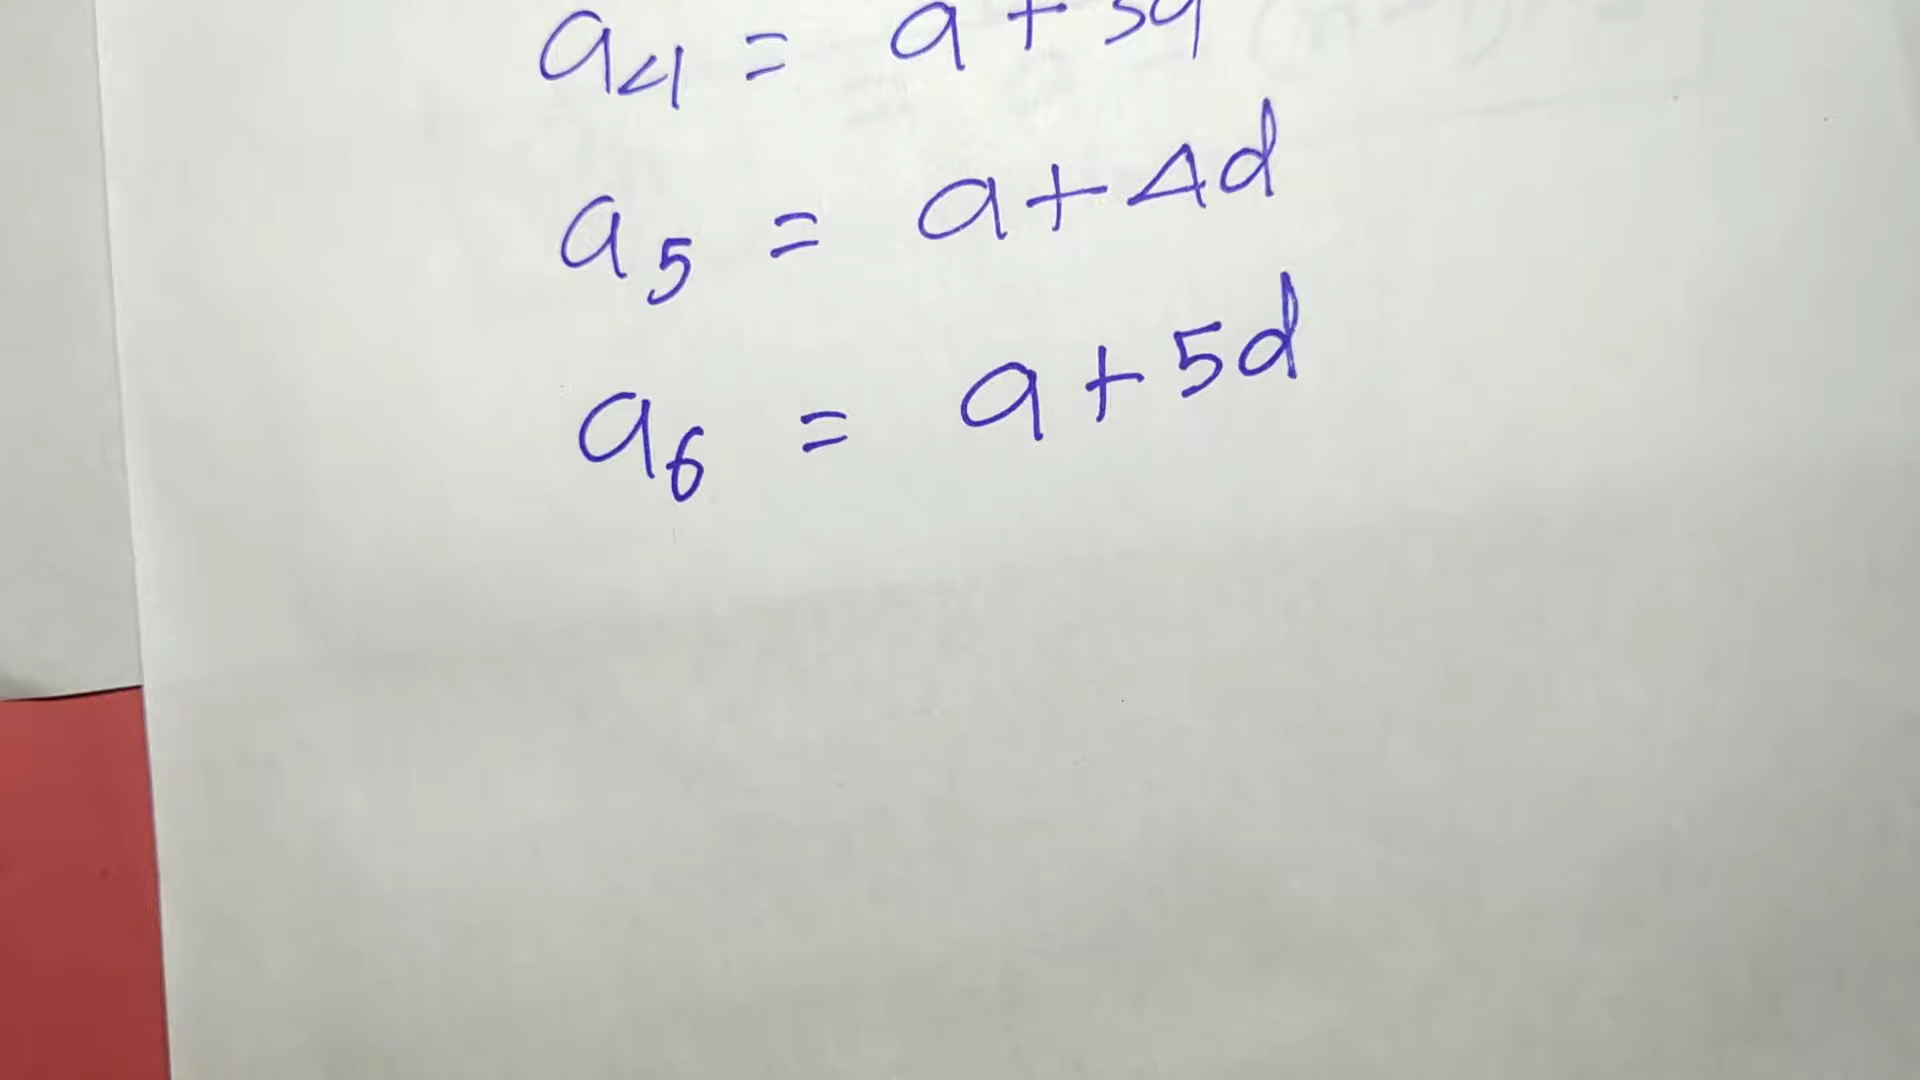 a₄ = a + 3d
a₅ = a + 4d
a₆ = a + 5d